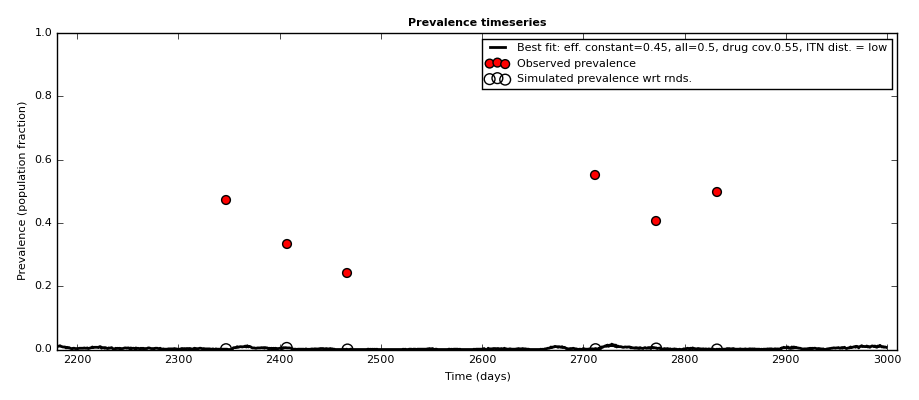 Prevalence timeseries
Best fit: eff. constant=0.45, all=0.5, drug cov.0.55, ITN dist. = low
Observed prevalence
Simulated prevalence wrt rnds.
Prevalence (population fraction)
1.0
0.8
0.6
0.4
0.2
0.0
2200 2300 2400 2500 2600 2700 2800 2900 3000
Time (days)